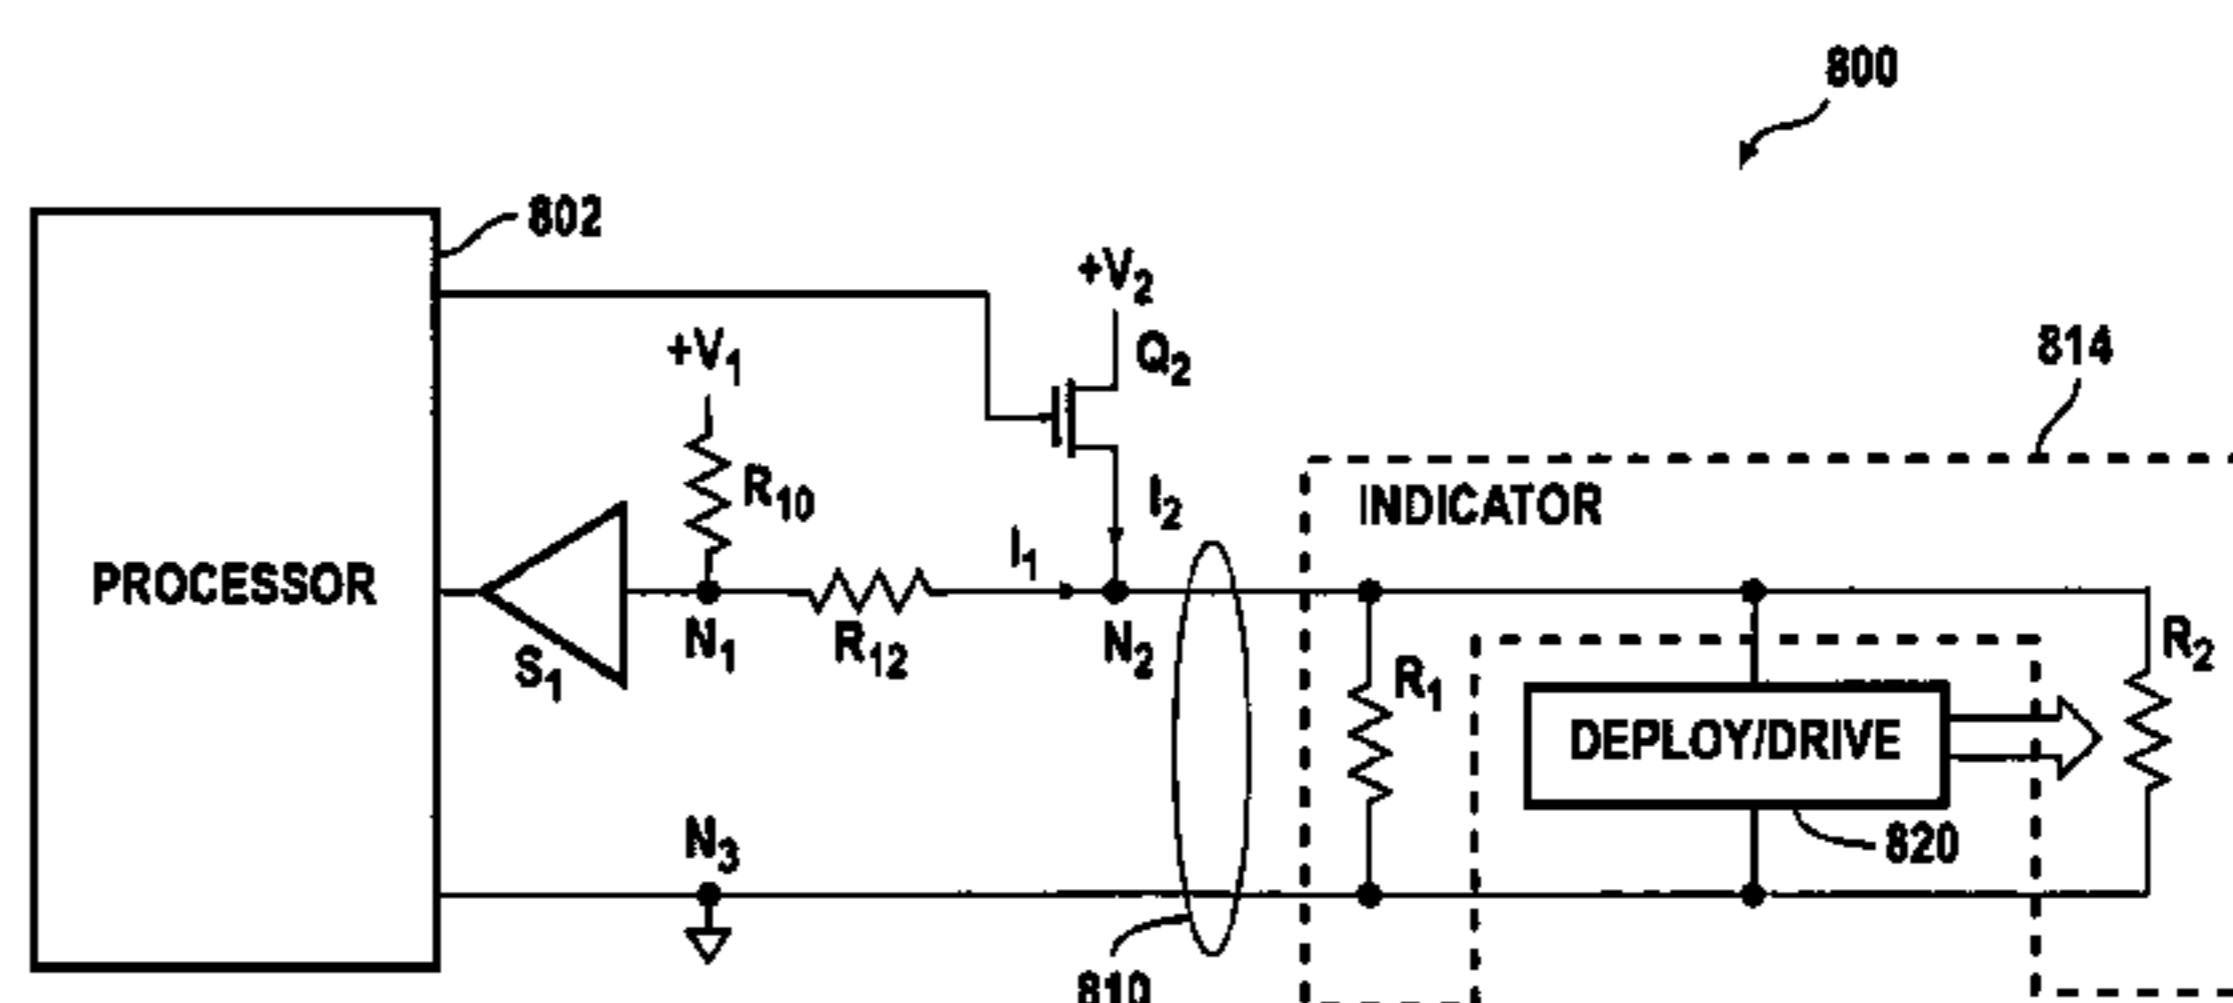 800
802
+V2
+V1
Q2
814
R10
I2
INDICATOR
I1
PROCESSOR
S1
N1
R12
N2
R1
R2
DEPLOY/DRIVE
N3
820
810